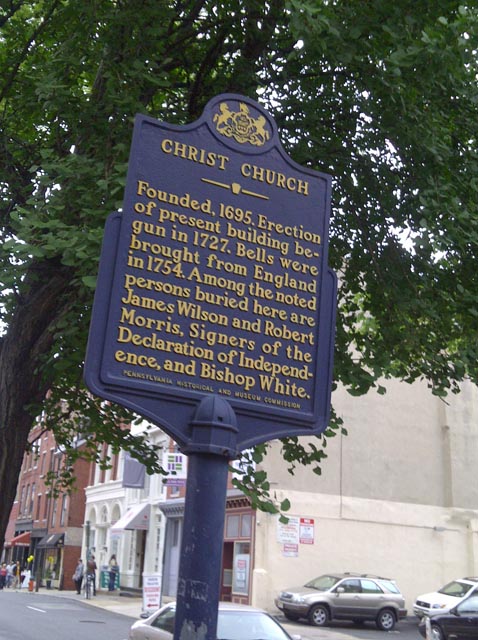 CHRIST CHURCH
Founded, 1695. Erection
of present building be-
gun in 1727. Bells were
brought from England
in 1754. Among the noted
persons buried here are
James Wilson and Robert
Morris, Signers of the
Declaration of Independ-
ence, and Bishop White.
PENNSYLVANIA HISTORICAL AND MUSEUM COMMISSION